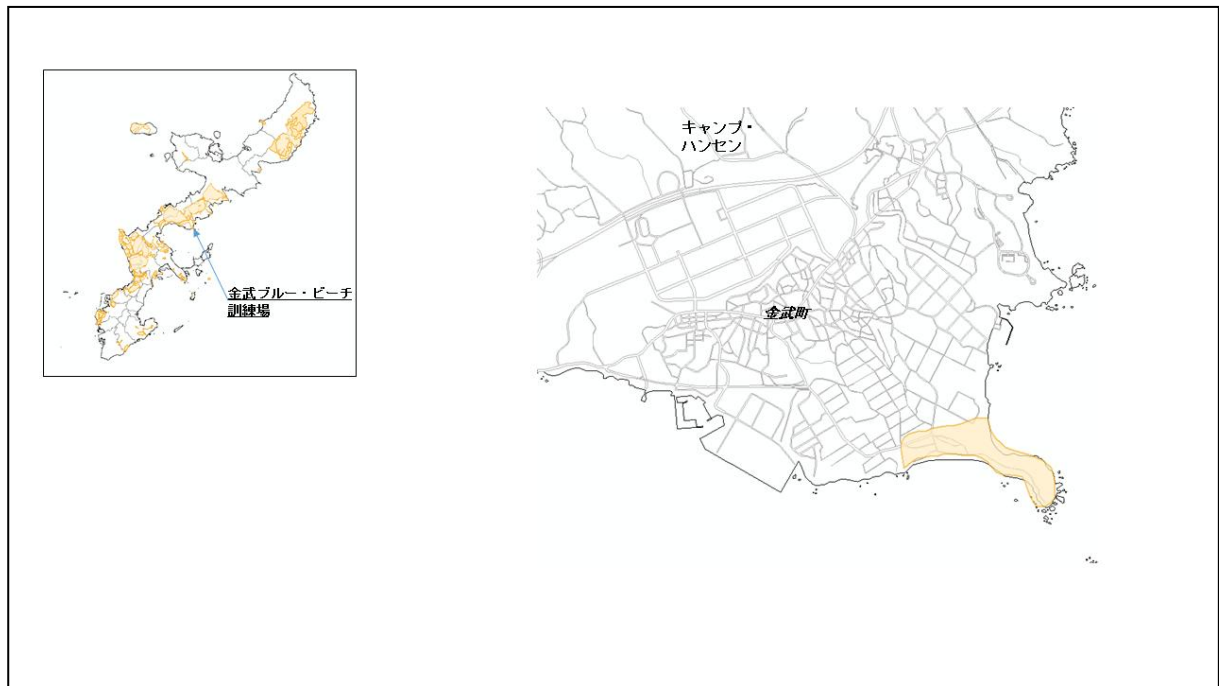 金武ブルー・ビーチ
訓練場
キャンプ・
ハンセン
金武町